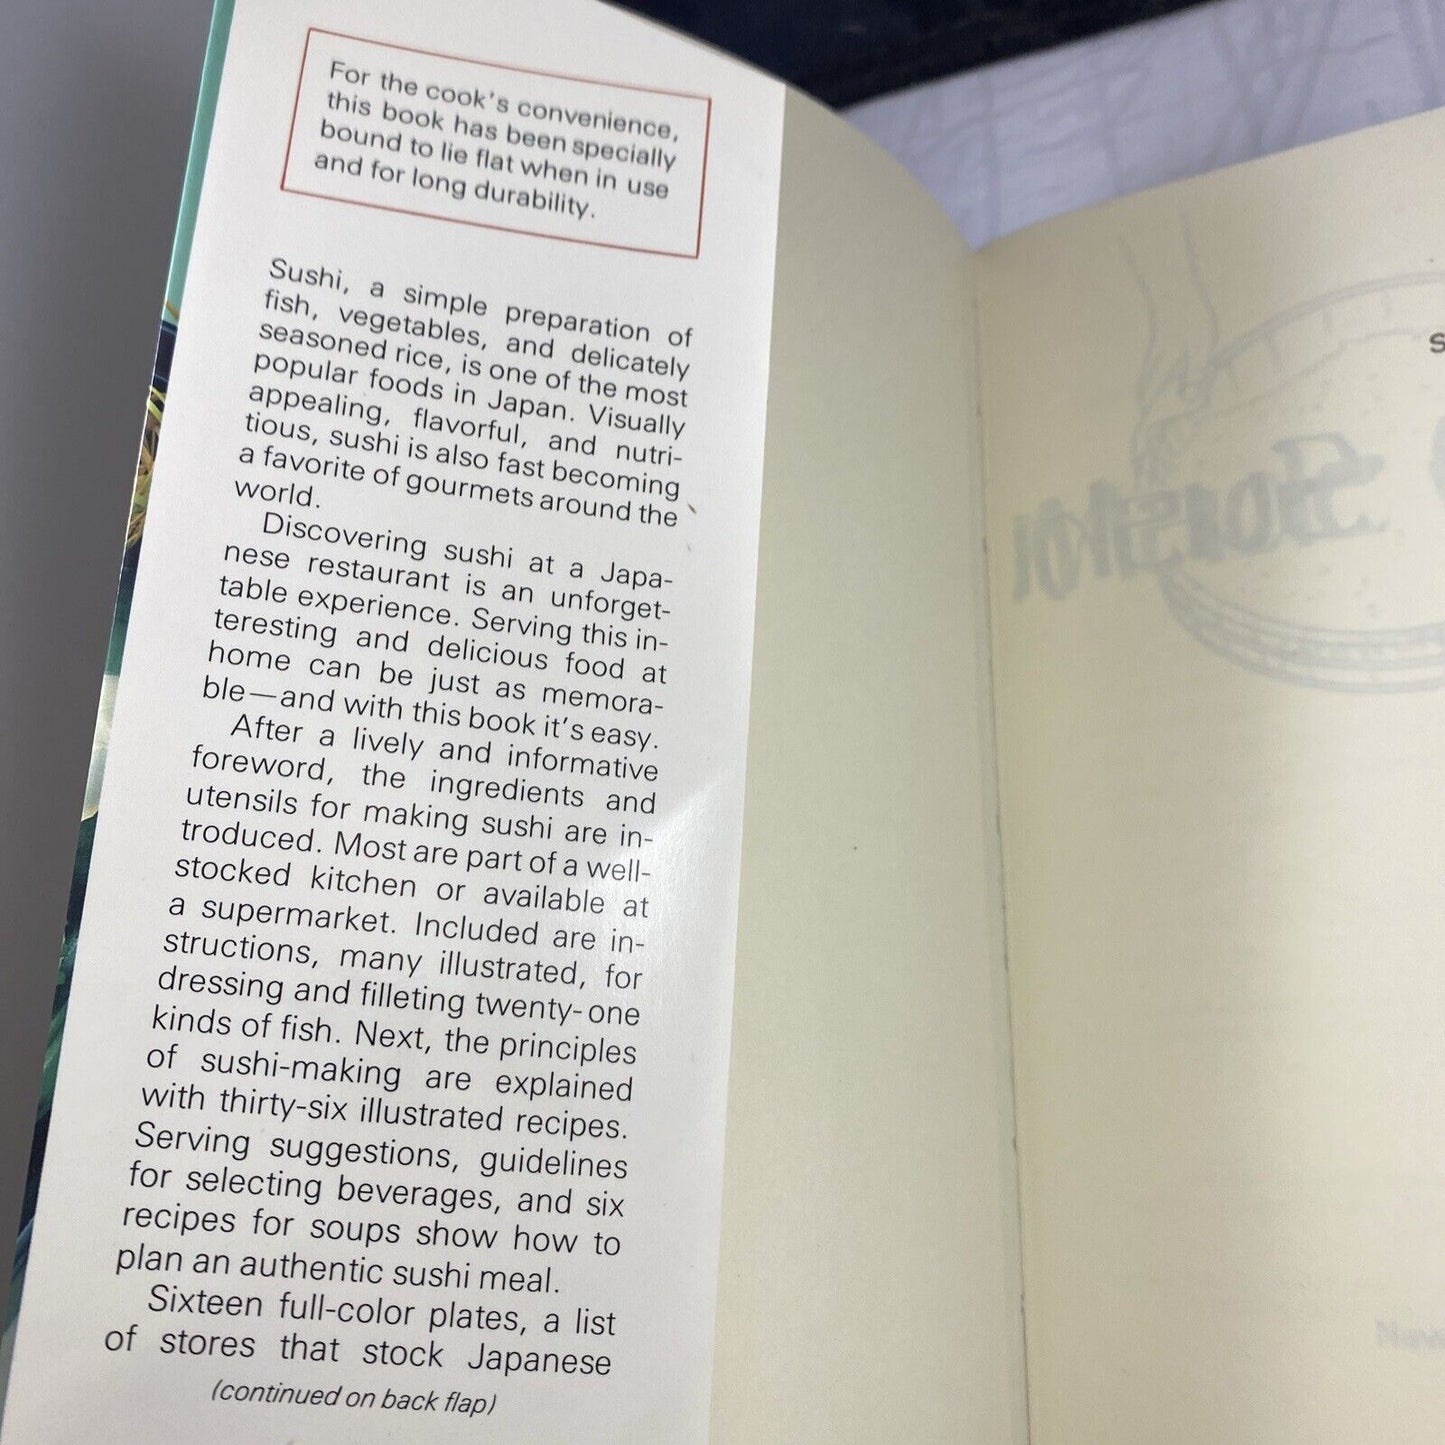 For the cook's convenience,
this book has been specially
bound to lie flat when in use
and for long durability.
Sushi, a simple preparation of
fish, vegetables, and delicately
seasoned rice, is one of the most
popular foods in Japan. Visually
appealing, flavorful, and nutri-
tious, sushi is also fast becoming
a favorite of gourmets around the
world.
Discovering sushi at a Japa-
nese restaurant is an unforget-
table experience. Serving this in-
teresting and delicious food at
home can be just as memora-
ble—and with this book it's easy.
After a lively and informative
foreword, the ingredients and
utensils for making sushi are in-
troduced. Most are part of a well-
stocked kitchen or available at
a supermarket. Included are in-
structions, many illustrated, for
dressing and filleting twenty-one
kinds of fish. Next, the principles
of sushi-making are explained
with thirty-six illustrated recipes.
Serving suggestions, guidelines
for selecting beverages, and six
recipes for soups show how to
plan an authentic sushi meal.
Sixteen full-color plates, a list
of stores that stock Japanese
(continued on back flap)